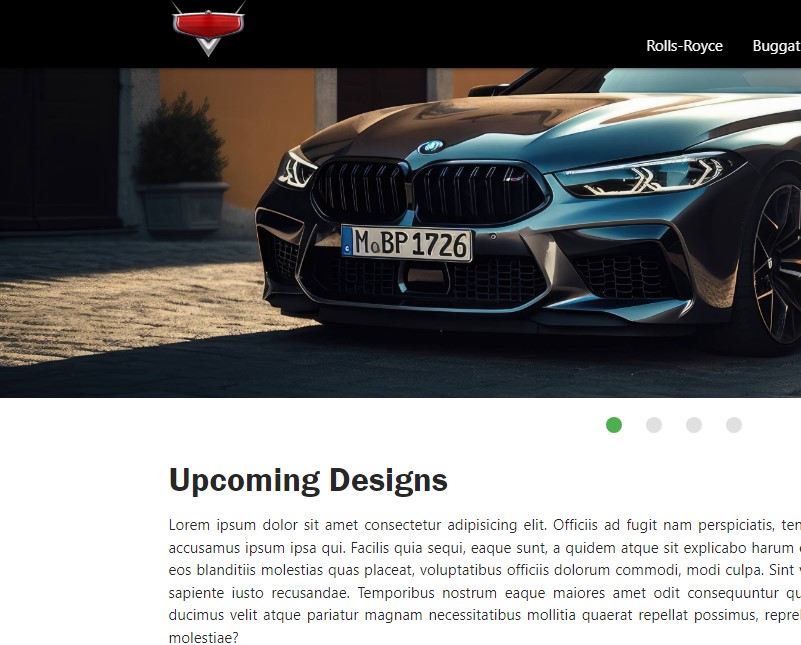 Rolls-Royce Buggat
MoBP 1726
Upcoming Designs
Lorem ipsum dolor sit amet consectetur adipisicing elit. Officiis ad fugit nam perspiciatis, ten
accusamus ipsum ipsa qui. Facilis quia sequi, eaque sunt, a quidem atque sit explicabo harum
eos blanditiis molestias quas placeat, voluptatibus officiis dolorum commodi, modi culpa. Sint
sapiente iusto recusandae. Temporibus nostrum eaque maiores amet odit consequuntur qu
ducimus velit atque pariatur magnam necessitatibus mollitia quaerat repellat possimus, repre
molestiae?